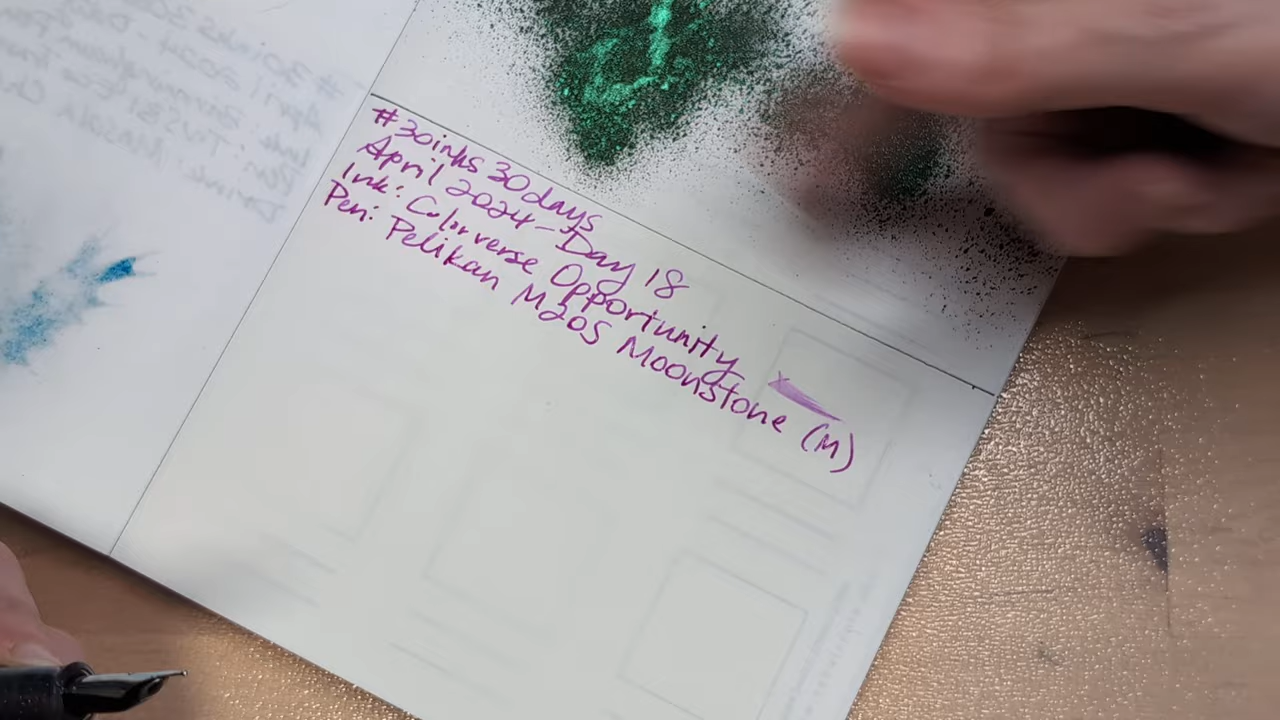 #30inks30days
April 2024 - Day 18
Ink: Colorverse Opportunity
Pen: Pelikan M205 Moonstone (M)